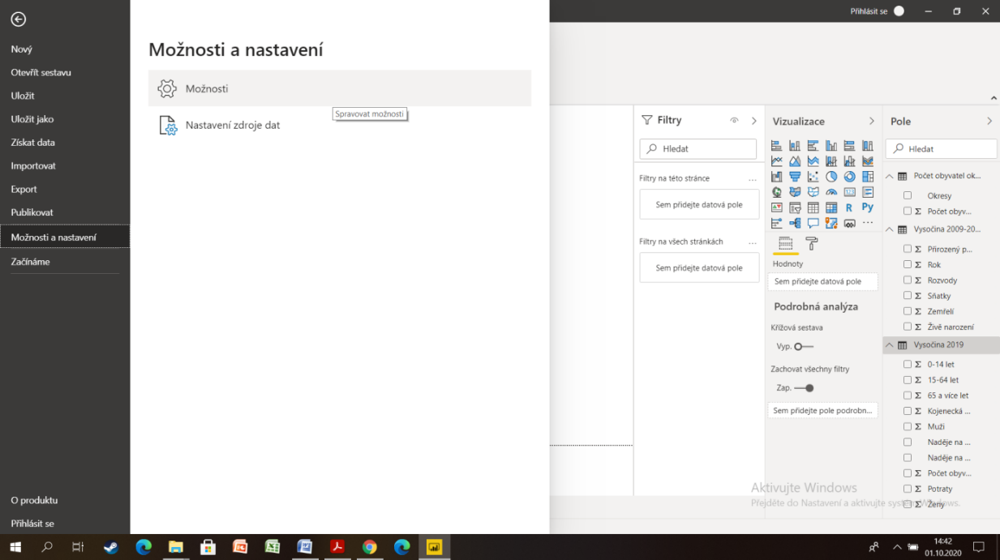 Přihlásit se
Nový
Otevřít sestavu
Uložit
Uložit jako
Získat data
Importovat
Export
Publikovat
Možnosti a nastavení
Začínáme
O produktu
Přihlásit se
Možnosti a nastavení
Možnosti
Spravovat možnosti
Nastavení zdroje dat
Filtry
Hledat
Filtry na této stránce
...
Sem přidejte datová pole
Filtry na všech stránkách
...
Sem přidejte datová pole
Vizualizace
R
Py
...
Hodnoty
Sem přidejte datová pole
Podrobná analýza
Křížová sestava
Vyp.
Zachovat všechny filtry
Zap.
Sem přidejte pole podrobn...
Pole
Hledat
Počet obyvatel ok...
Okresy
Σ Počet obyv...
Vysočina 2009-20...
Σ Přirozený p...
Σ Rok
Σ Rozvody
Σ Sňatky
Σ Zemřelí
Σ Živě narození
Vysočina 2019
Σ 0-14 let
Σ 15-64 let
Σ 65 a více let
Σ Kojenecká ...
Σ Muži
Naděje na ...
Naděje na ...
Σ Počet obyv...
Σ Potraty
Σ Ženy
Aktivujte Windows
Přejděte do Nastavení a aktivujte systém Windows.
14:42
01.10.2020